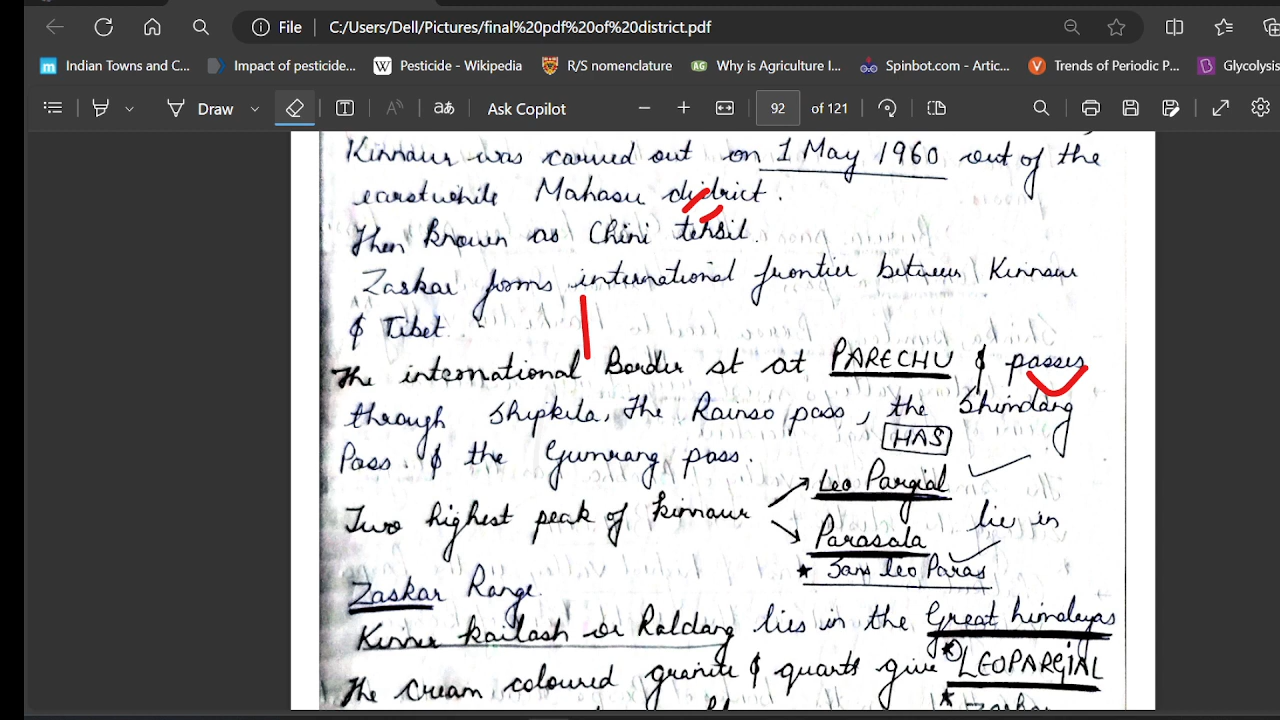 File C:/Users/Dell/Pictures/final%20pdf%20of%20district.pdf
Indian Towns and C... Impact of pesticide... Pesticide - Wikipedia R/S nomenclature Why is Agriculture I... Spinbot.com - Artic... Trends of Periodic P... Glycolysis
Draw Ask Copilot 92 of 121
Kinnaur was carved out on 1 May 1960 out of the
earstwhile Mahasu district.
Then known as Chini tehsil.
Zaskar forms international frontier between Kinnaur
& Tibet.
The international Border st at PARECHU & passes
through Shipkila, The Rainso pass, the Shimdang
HAS
Pass & the Gumrang pass.
Two highest peak of Kinnaur Leo Pargial
Parasala lie in
★ Sans Leo Paras
Zaskar Range.
Kinner Kailash or Raldang lies in the Great himalayas
The cream coloured granite & quarts give LEOPARGIAL